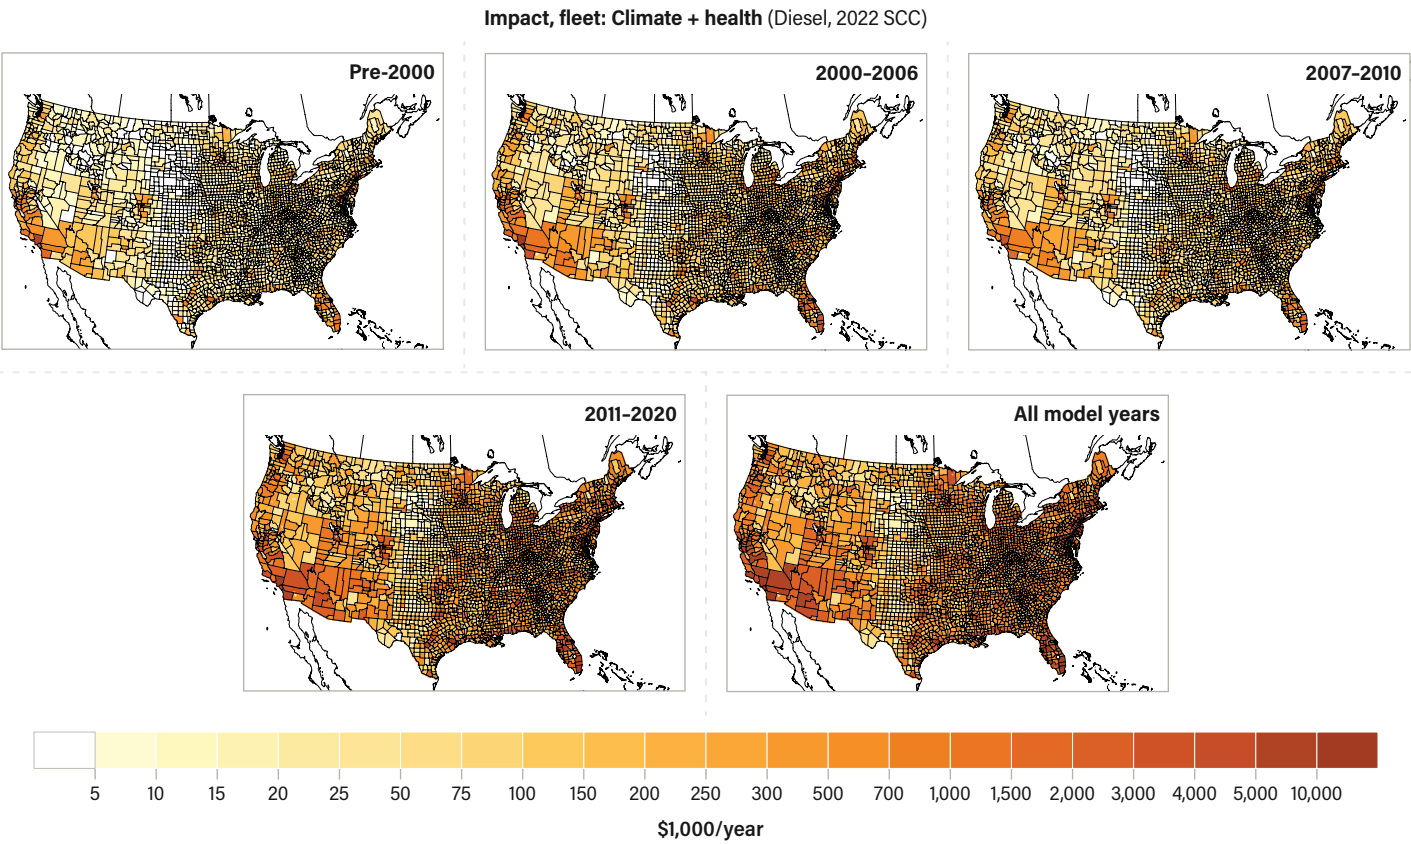 Impact, fleet: Climate + health (Diesel, 2022 SCC)
Pre-2000
2000–2006
2007–2010
2011–2020
All model years
5 10 15 20 25 50 75 100 150 200 250 300 500 700 1,000 1,500 2,000 3,000 4,000 5,000 10,000
$1,000/year